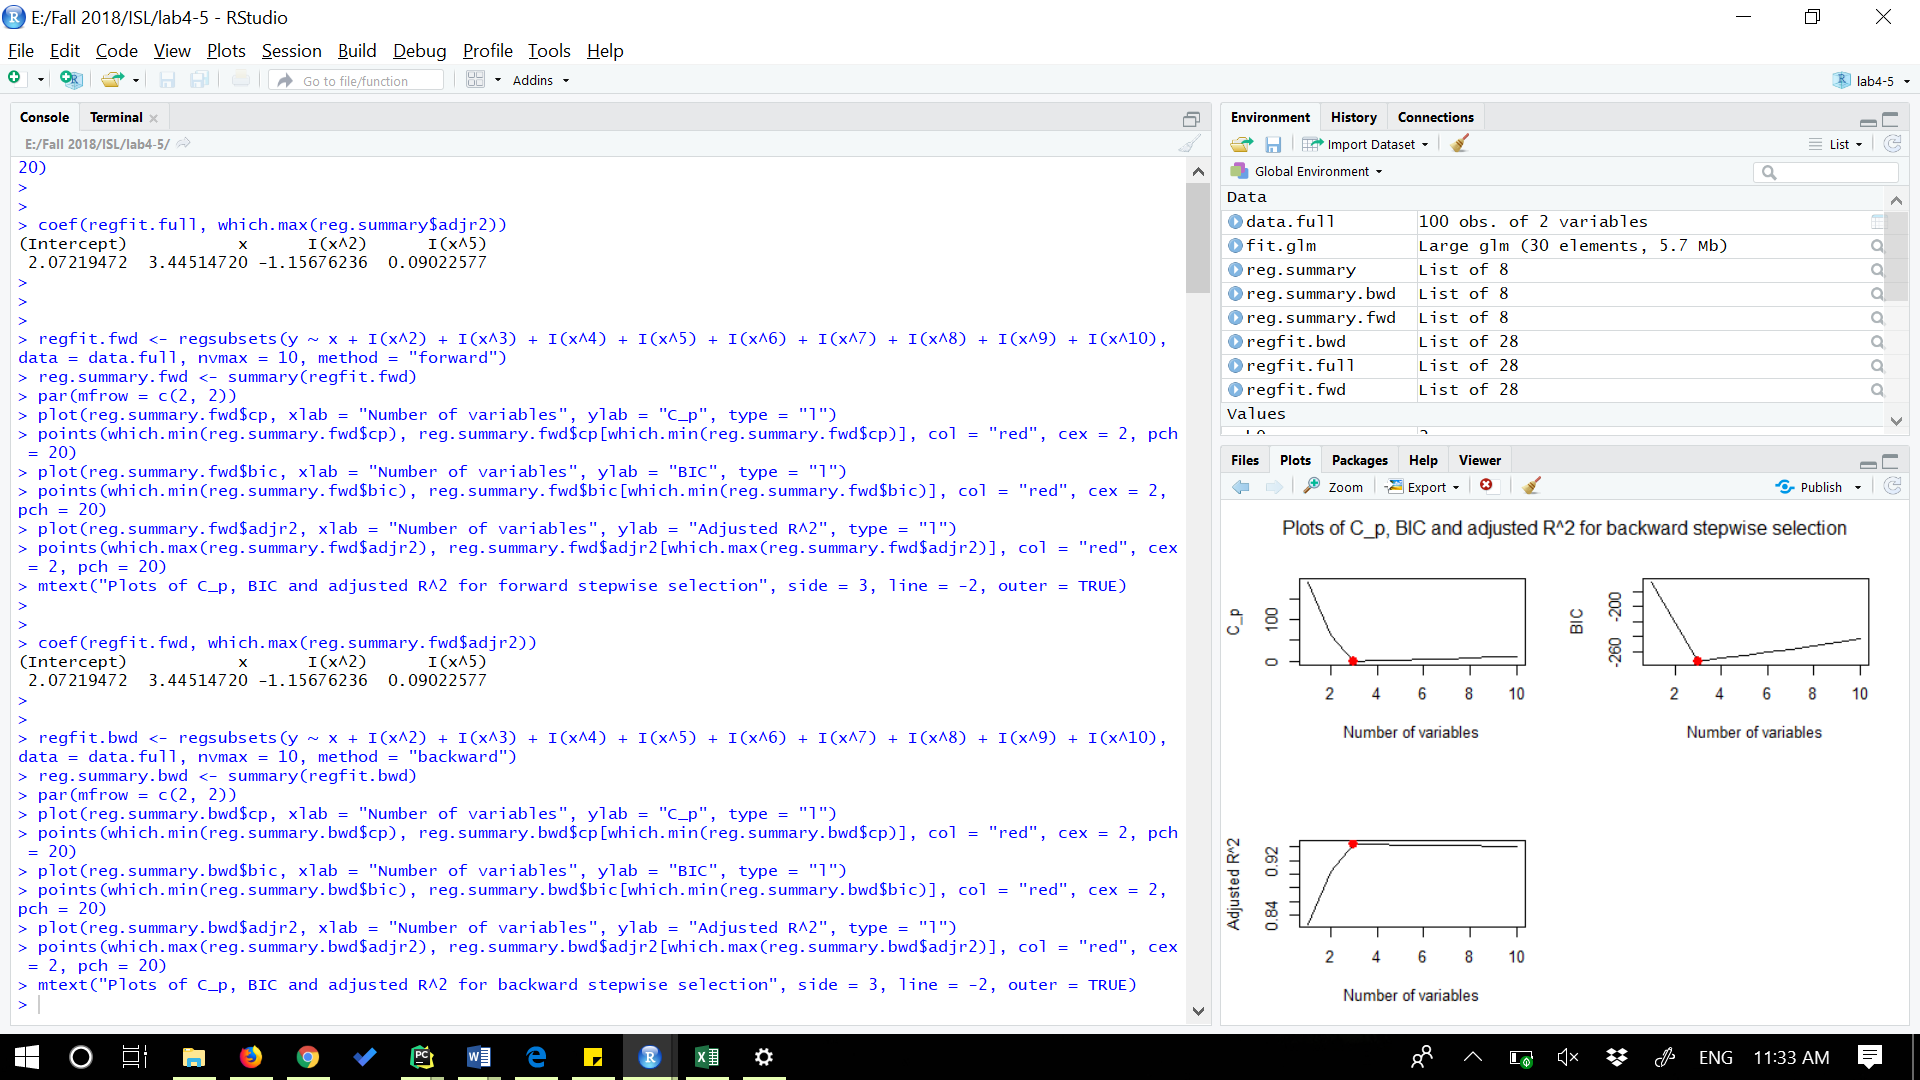 E:/Fall 2018/ISL/lab4-5 - RStudio
File Edit Code View Plots Session Build Debug Profile Tools Help
Go to file/function Addins lab4-5
Console Terminal
E:/Fall 2018/ISL/lab4-5/
20)
>
>
> coef(regfit.full, which.max(reg.summary$adjr2))
(Intercept) x I(x^2) I(x^5)
2.07219472 3.44514720 -1.15676236 0.09022577
>
>
>
> regfit.fwd <- regsubsets(y ~ x + I(x^2) + I(x^3) + I(x^4) + I(x^5) + I(x^6) + I(x^7) + I(x^8) + I(x^9) + I(x^10),
data = data.full, nvmax = 10, method = "forward")
> reg.summary.fwd <- summary(regfit.fwd)
> par(mfrow = c(2, 2))
> plot(reg.summary.fwd$cp, xlab = "Number of variables", ylab = "C_p", type = "l")
> points(which.min(reg.summary.fwd$cp), reg.summary.fwd$cp[which.min(reg.summary.fwd$cp)], col = "red", cex = 2, pch
= 20)
> plot(reg.summary.fwd$bic, xlab = "Number of variables", ylab = "BIC", type = "l")
> points(which.min(reg.summary.fwd$bic), reg.summary.fwd$bic[which.min(reg.summary.fwd$bic)], col = "red", cex = 2,
pch = 20)
> plot(reg.summary.fwd$adjr2, xlab = "Number of variables", ylab = "Adjusted R^2", type = "l")
> points(which.max(reg.summary.fwd$adjr2), reg.summary.fwd$adjr2[which.max(reg.summary.fwd$adjr2)], col = "red", cex
= 2, pch = 20)
> mtext("Plots of C_p, BIC and adjusted R^2 for forward stepwise selection", side = 3, line = -2, outer = TRUE)
>
>
> coef(regfit.fwd, which.max(reg.summary.fwd$adjr2))
(Intercept) x I(x^2) I(x^5)
2.07219472 3.44514720 -1.15676236 0.09022577
>
>
> regfit.bwd <- regsubsets(y ~ x + I(x^2) + I(x^3) + I(x^4) + I(x^5) + I(x^6) + I(x^7) + I(x^8) + I(x^9) + I(x^10),
data = data.full, nvmax = 10, method = "backward")
> reg.summary.bwd <- summary(regfit.bwd)
> par(mfrow = c(2, 2))
> plot(reg.summary.bwd$cp, xlab = "Number of variables", ylab = "C_p", type = "l")
> points(which.min(reg.summary.bwd$cp), reg.summary.bwd$cp[which.min(reg.summary.bwd$cp)], col = "red", cex = 2, pch
= 20)
> plot(reg.summary.bwd$bic, xlab = "Number of variables", ylab = "BIC", type = "l")
> points(which.min(reg.summary.bwd$bic), reg.summary.bwd$bic[which.min(reg.summary.bwd$bic)], col = "red", cex = 2,
pch = 20)
> plot(reg.summary.bwd$adjr2, xlab = "Number of variables", ylab = "Adjusted R^2", type = "l")
> points(which.max(reg.summary.bwd$adjr2), reg.summary.bwd$adjr2[which.max(reg.summary.bwd$adjr2)], col = "red", cex
= 2, pch = 20)
> mtext("Plots of C_p, BIC and adjusted R^2 for backward stepwise selection", side = 3, line = -2, outer = TRUE)
>
Environment History Connections
Import Dataset List
Global Environment
Data
data.full 100 obs. of 2 variables
fit.glm Large glm (30 elements, 5.7 Mb)
reg.summary List of 8
reg.summary.bwd List of 8
reg.summary.fwd List of 8
regfit.bwd List of 28
regfit.full List of 28
regfit.fwd List of 28
Values
Files Plots Packages Help Viewer
Zoom Export Publish
Plots of C_p, BIC and adjusted R^2 for backward stepwise selection
C_p
0 100
2 4 6 8 10
Number of variables
BIC
-260 -200
2 4 6 8 10
Number of variables
Adjusted R^2
0.84 0.92
2 4 6 8 10
Number of variables
ENG 11:33 AM